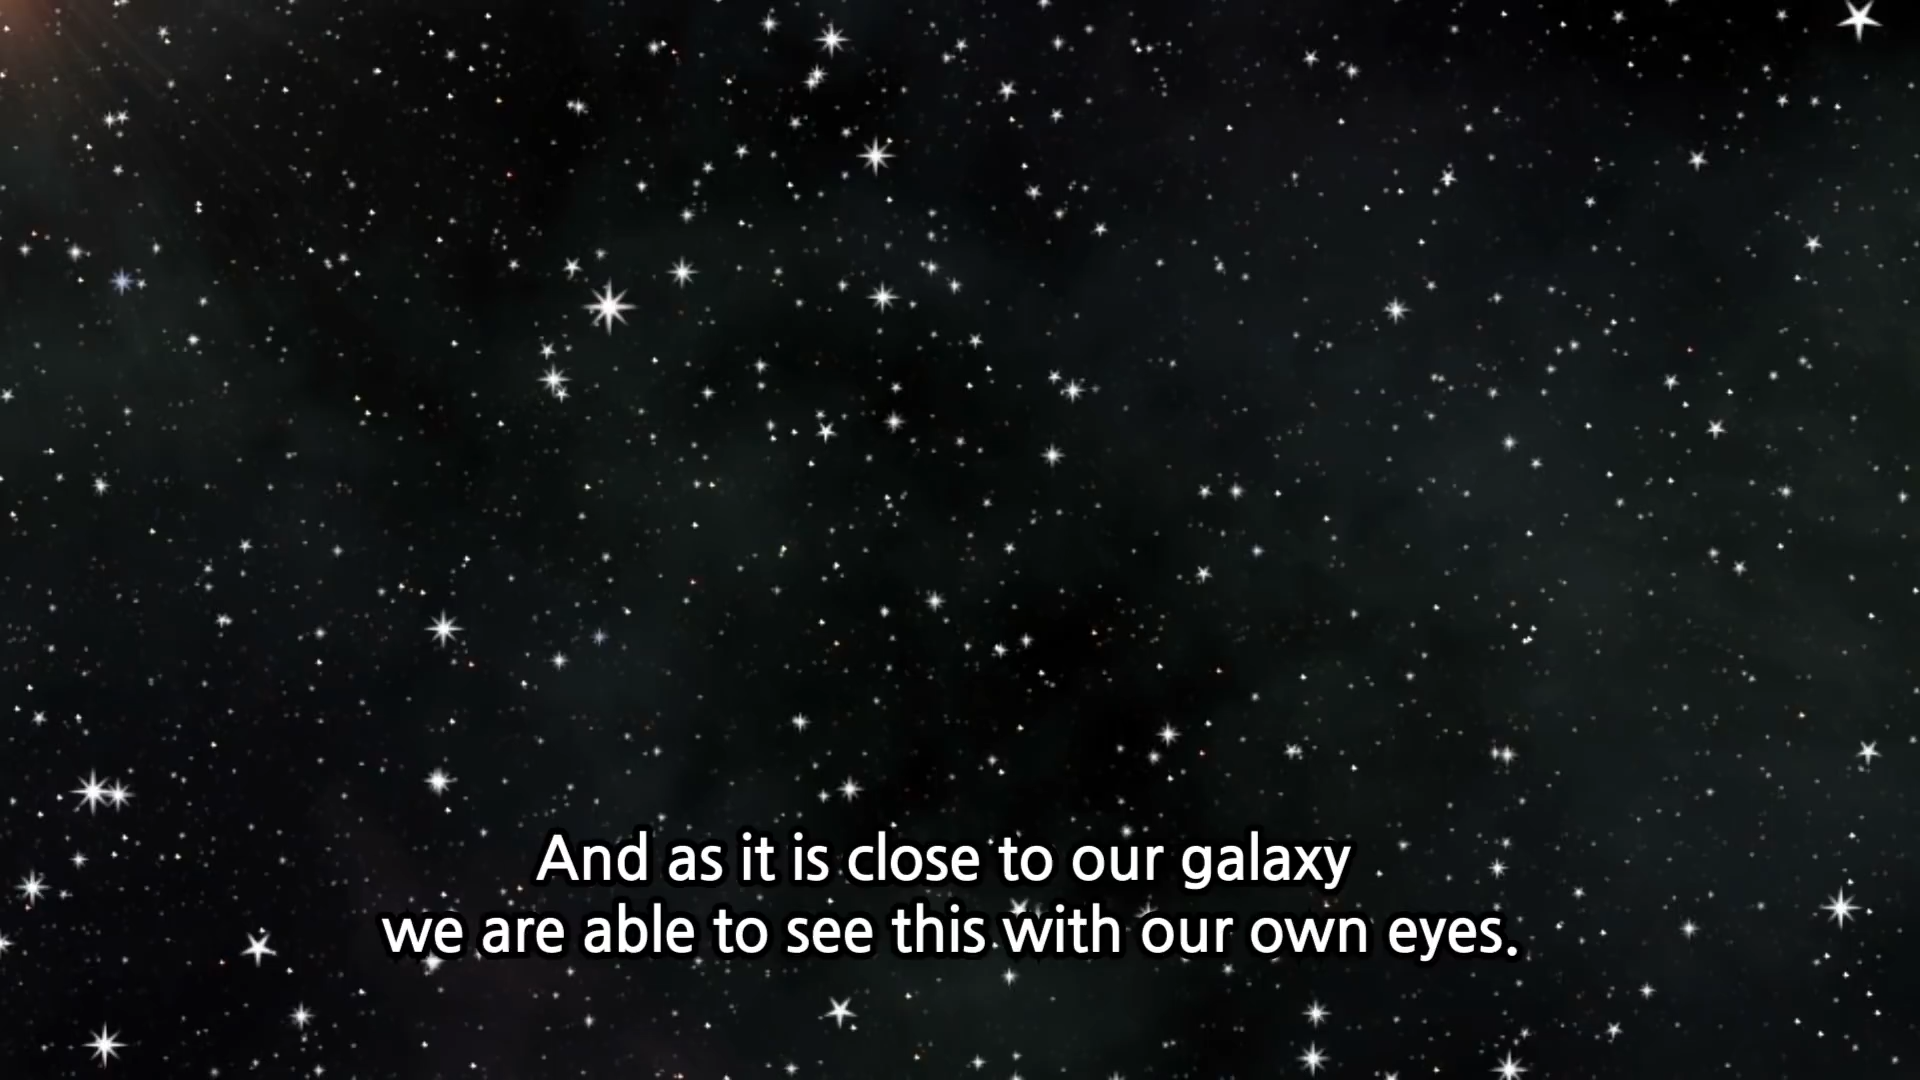 And as it is close to our galaxy
we are able to see this with our own eyes.